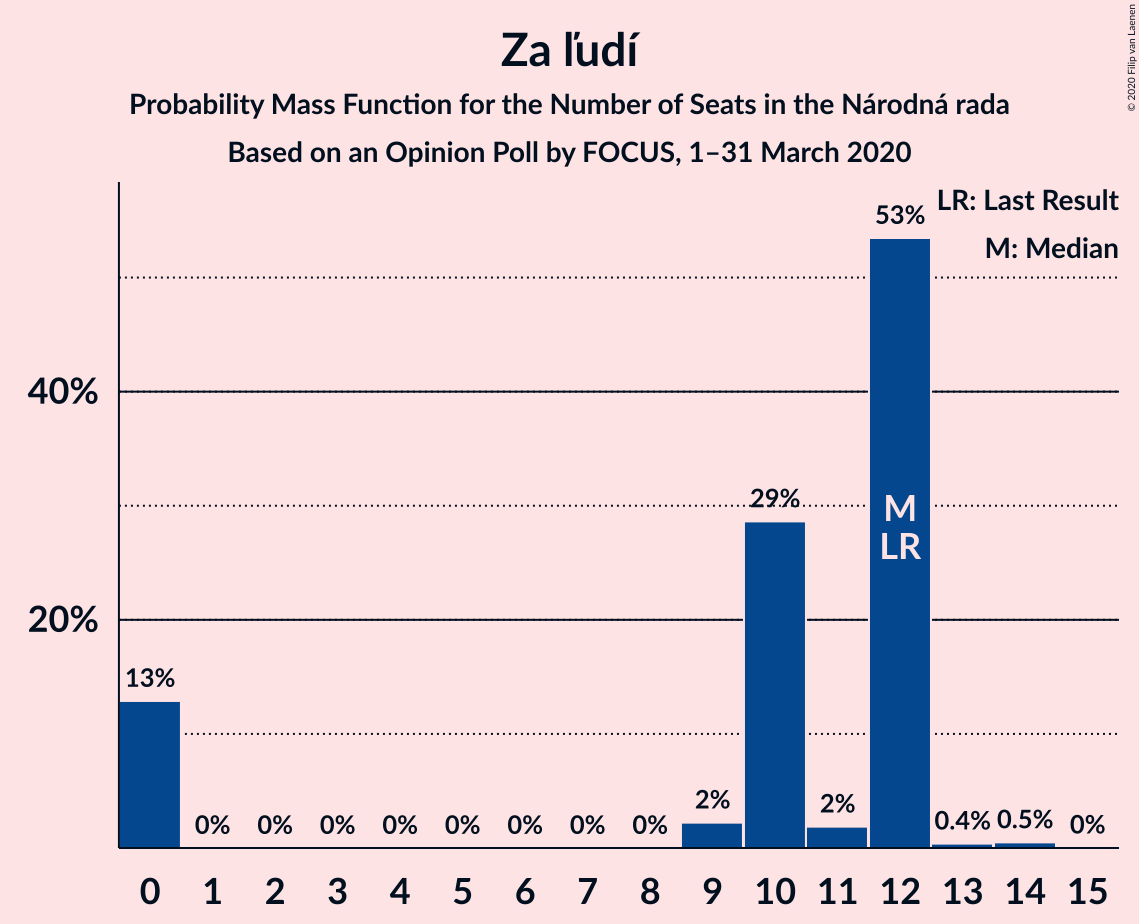 Za ľudí
Probability Mass Function for the Number of Seats in the Národná rada
Based on an Opinion Poll by FOCUS, 1–31 March 2020
© 2020 Filip van Laenen
LR: Last Result
M: Median
40%
20%
13%
0%
0%
0%
0%
0%
0%
0%
0%
2%
29%
2%
53%
0.4%
0.5%
0%
M
LR
0 1 2 3 4 5 6 7 8 9 10 11 12 13 14 15